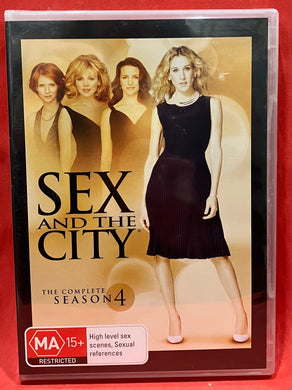 SEX
AND THE
CITY
THE COMPLETE
SEASON 4
MA 15+
RESTRICTED
High level sex
scenes, Sexual
references